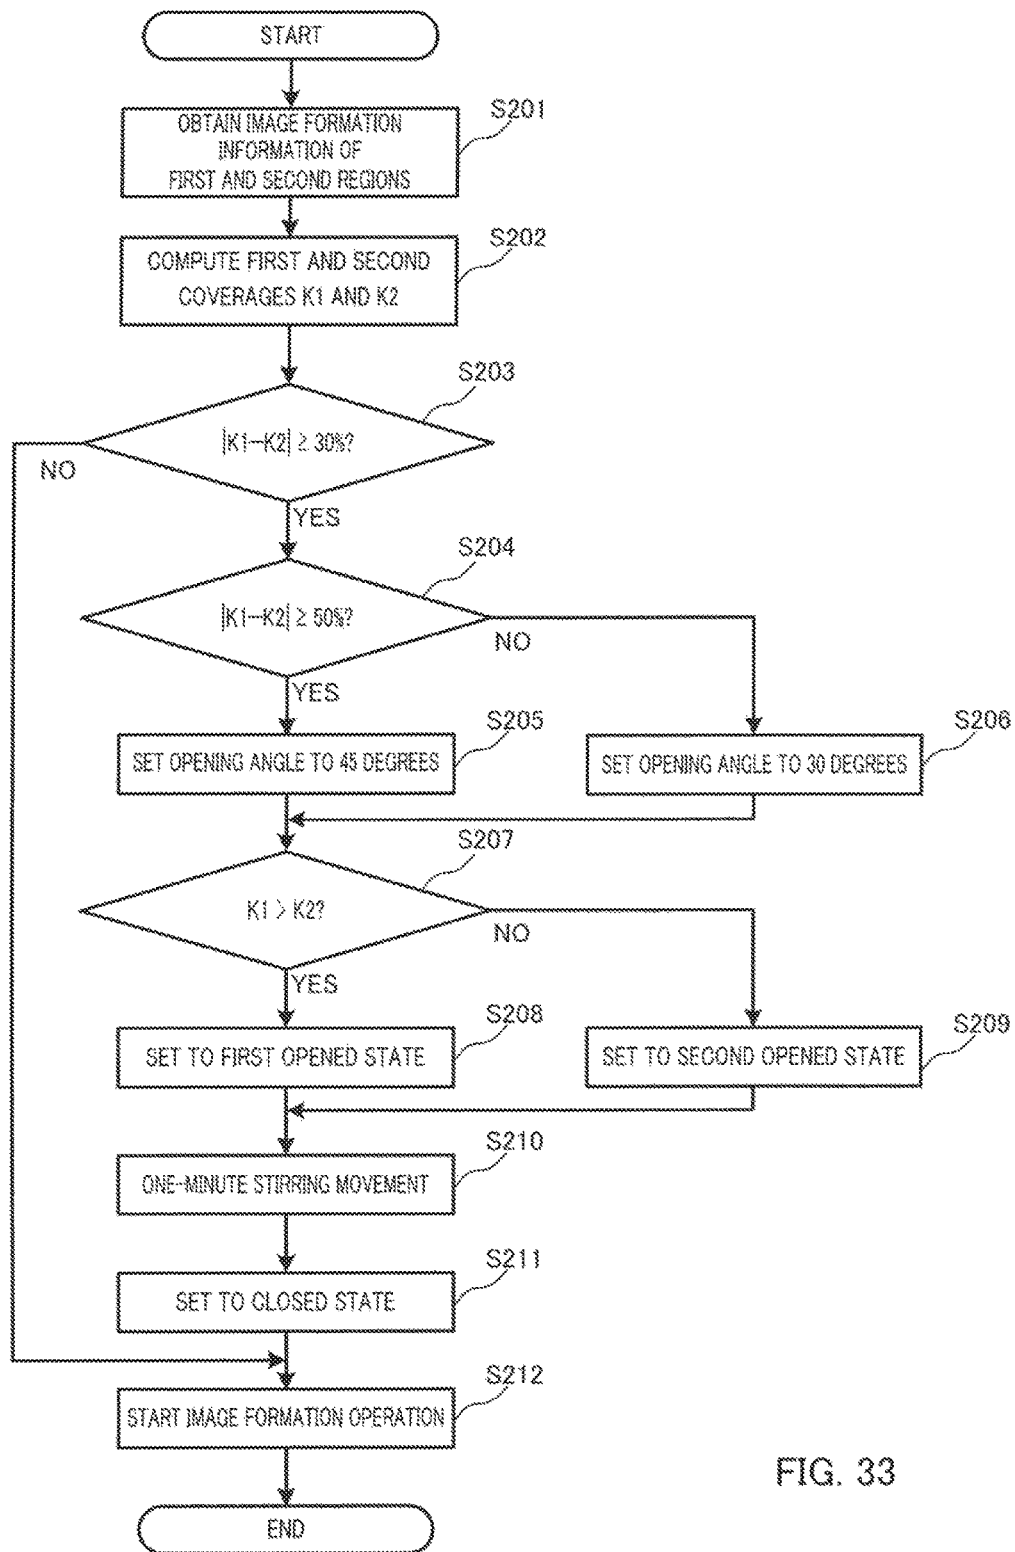 START
S201
OBTAIN IMAGE FORMATION
INFORMATION OF
FIRST AND SECOND REGIONS
S202
COMPUTE FIRST AND SECOND
COVERAGES K1 AND K2
S203
|K1-K2| ≥ 30%?
NO
YES
S204
|K1-K2| ≥ 50%?
NO
YES
S205
SET OPENING ANGLE TO 45 DEGREES
S206
SET OPENING ANGLE TO 30 DEGREES
S207
K1 > K2?
NO
YES
S208
SET TO FIRST OPENED STATE
S209
SET TO SECOND OPENED STATE
S210
ONE-MINUTE STIRRING MOVEMENT
S211
SET TO CLOSED STATE
S212
START IMAGE FORMATION OPERATION
END
FIG. 33